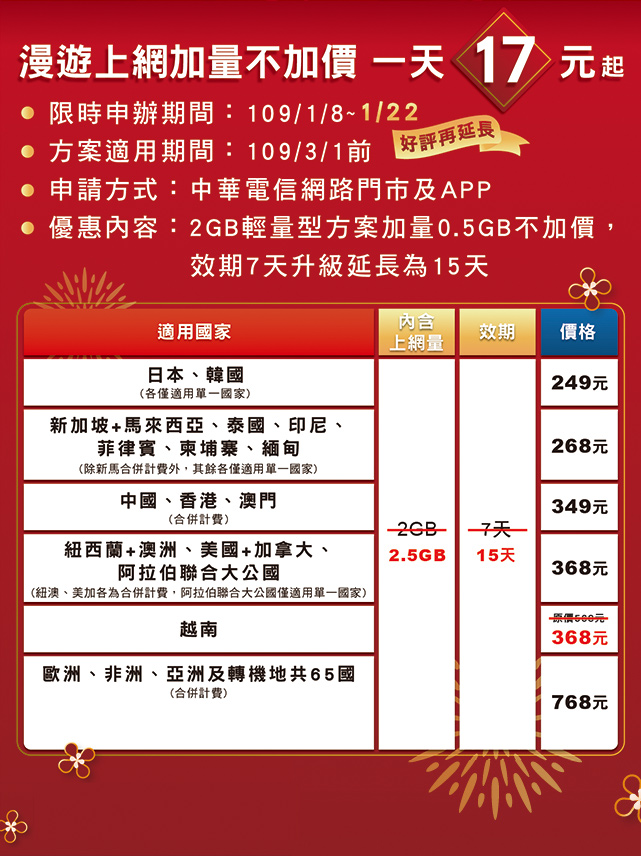 漫遊上網加量不加價 一天 17 元起
限時申辦期間：109/1/8~1/22
好評再延長
方案適用期間：109/3/1前
申請方式：中華電信網路門市及APP
優惠內容：2GB輕量型方案加量0.5GB不加價，
效期7天升級延長為15天
適用國家 內含上網量 效期 價格
日本、韓國
(各僅適用單一國家)
249元
新加坡+馬來西亞、泰國、印尼、
菲律賓、柬埔寨、緬甸
(除新馬合併計費外，其餘各僅適用單一國家)
268元
中國、香港、澳門
(合併計費)
349元
2GB 7天
2.5GB 15天
紐西蘭+澳洲、美國+加拿大、
阿拉伯聯合大公國
(紐澳、美加各為合併計費，阿拉伯聯合大公國僅適用單一國家)
368元
越南
原價568元
368元
歐洲、非洲、亞洲及轉機地共65國
(合併計費)
768元